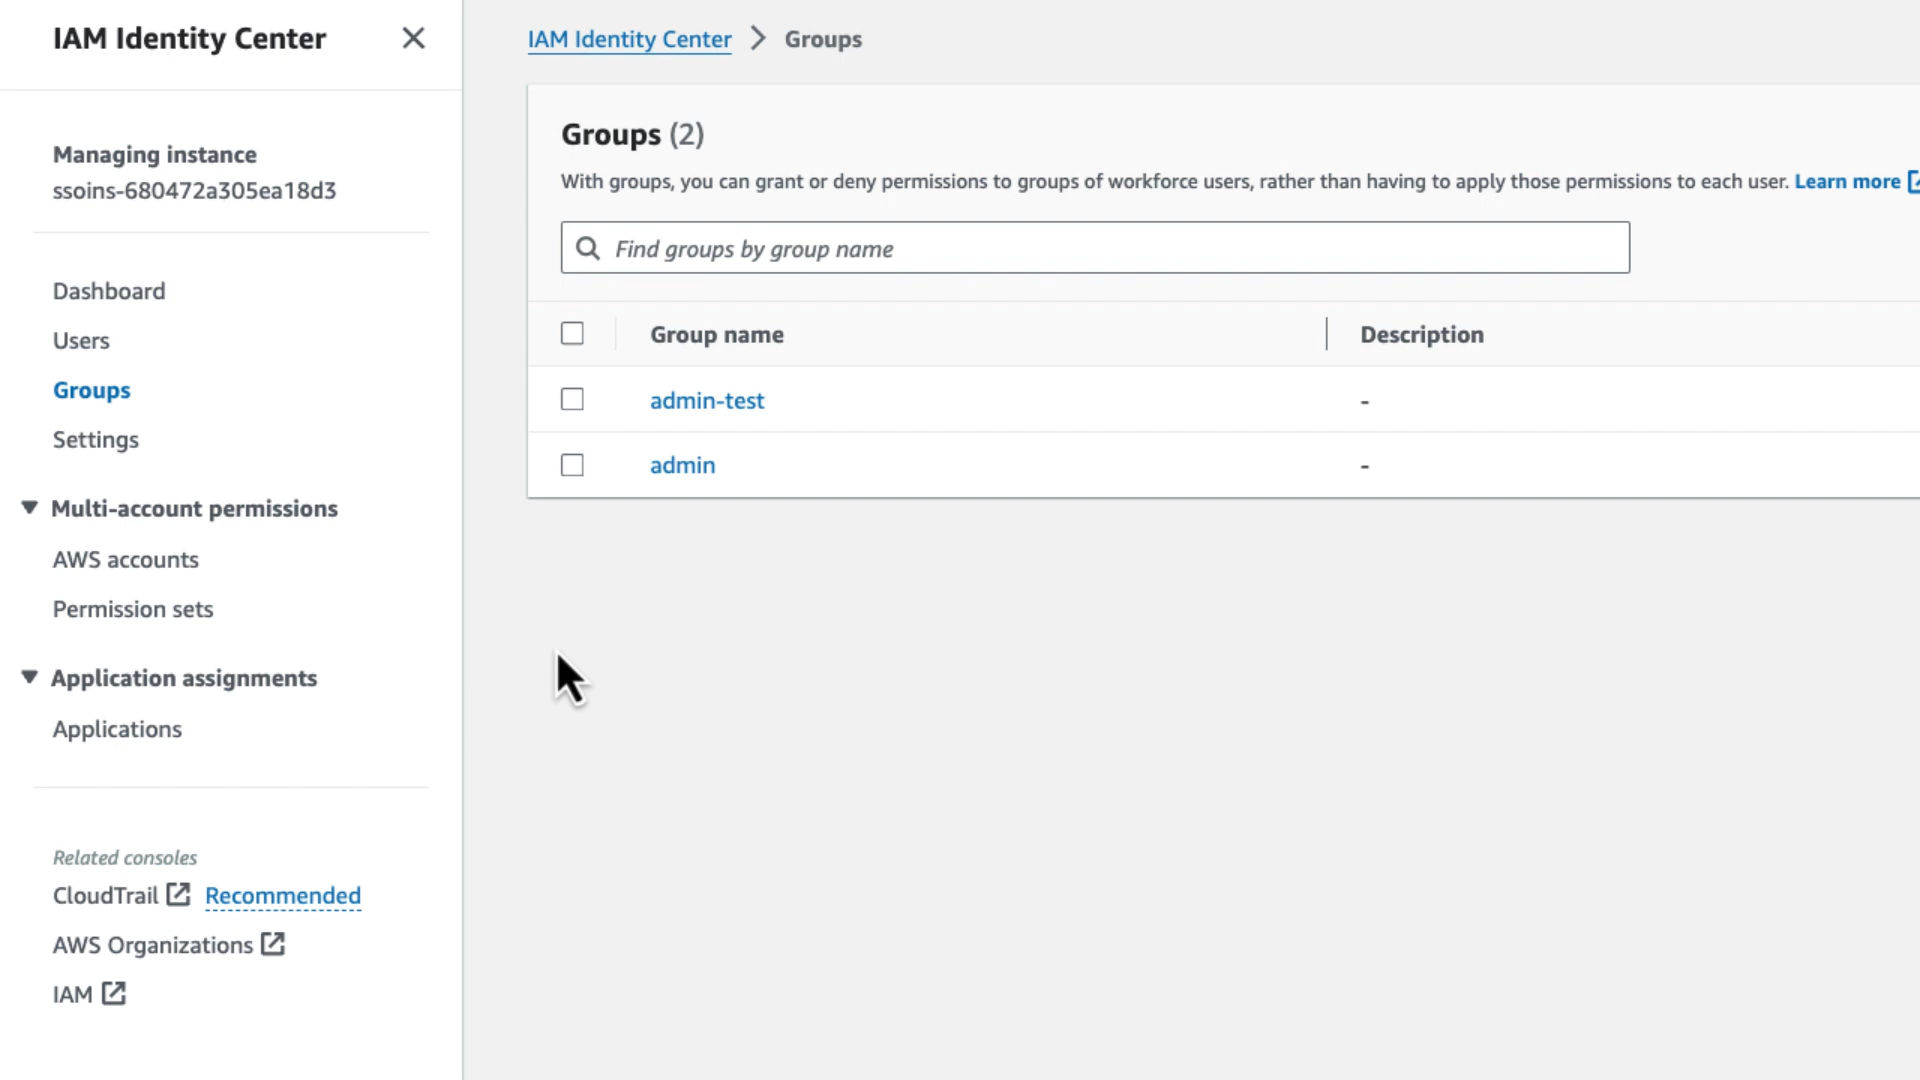 IAM Identity Center
Managing instance
ssoins-680472a305ea18d3
Dashboard
Users
Groups
Settings
Multi-account permissions
AWS accounts
Permission sets
Application assignments
Applications
Related consoles
CloudTrail Recommended
AWS Organizations
IAM
IAM Identity Center > Groups
Groups (2)
With groups, you can grant or deny permissions to groups of workforce users, rather than having to apply those permissions to each user. Learn more
Find groups by group name
Group name Description
admin-test -
admin -